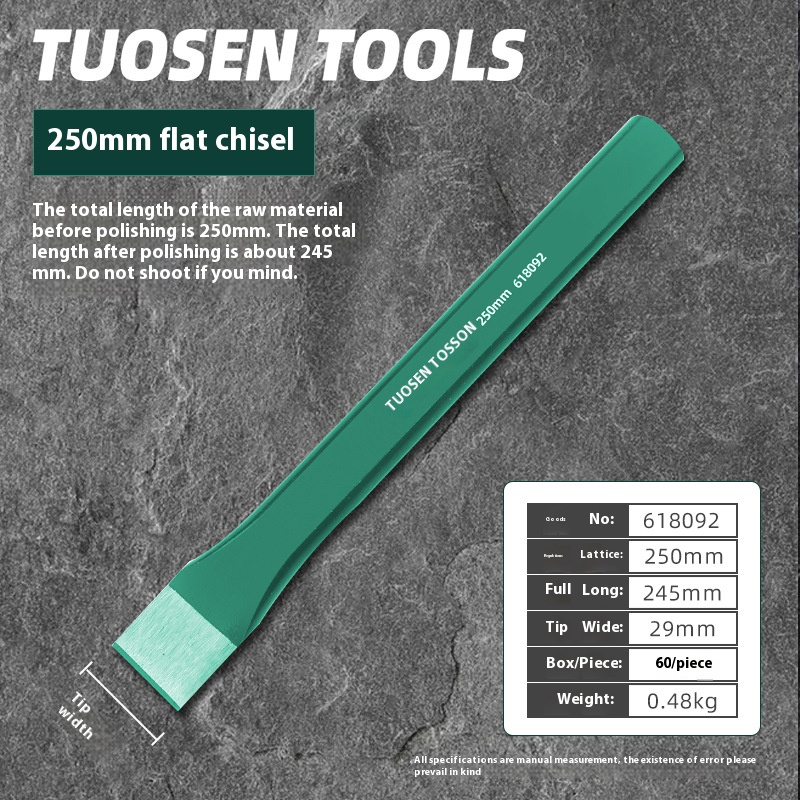 TUOSEN TOOLS
250mm flat chisel
The total length of the raw material
before polishing is 250mm. The total
length after polishing is about 245
mm. Do not shoot if you mind.
TUOSEN TOSSON 250mm 618092
Goods No: 618092
Lattice: 250mm
Full Long: 245mm
Tip Wide: 29mm
Box/Piece: 60/piece
Weight: 0.48kg
Tip
width
All specifications are manual measurement, the existence of error please
prevail in kind